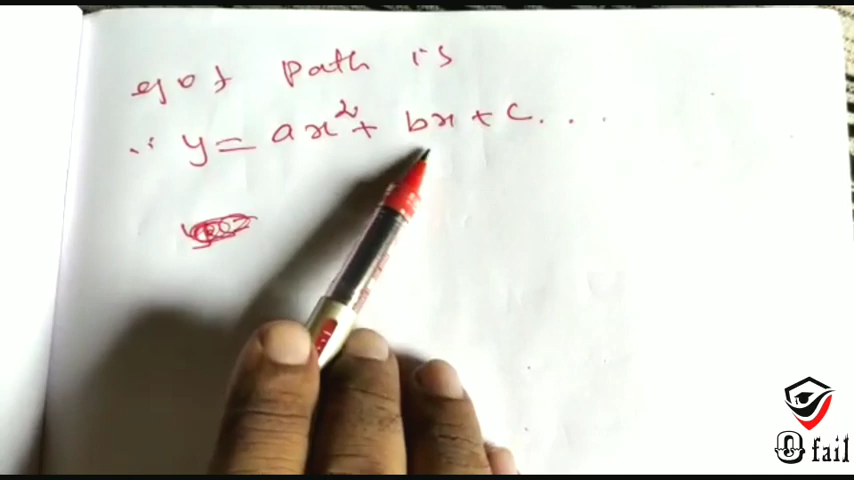 eq of path is
∵ y = ax² + bx + c...
0 fail